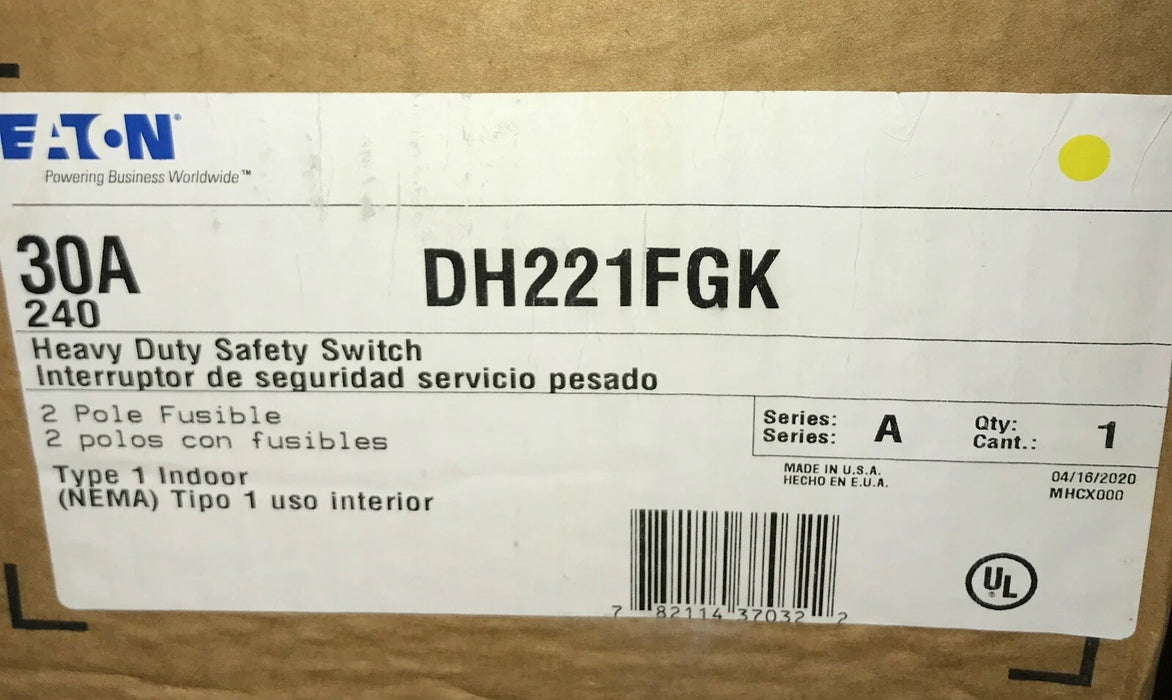 EATON®
Powering Business Worldwide™
30A
240
DH221FGK
Heavy Duty Safety Switch
Interruptor de seguridad servicio pesado
2 Pole Fusible
2 polos con fusibles
Type 1 Indoor
(NEMA) Tipo 1 uso interior
Series: A Qty: 1
Series: Cant.:
MADE IN U.S.A.
HECHO EN E.U.A.
04/16/2020
MHCX000
7 82114 37032 2
UL®